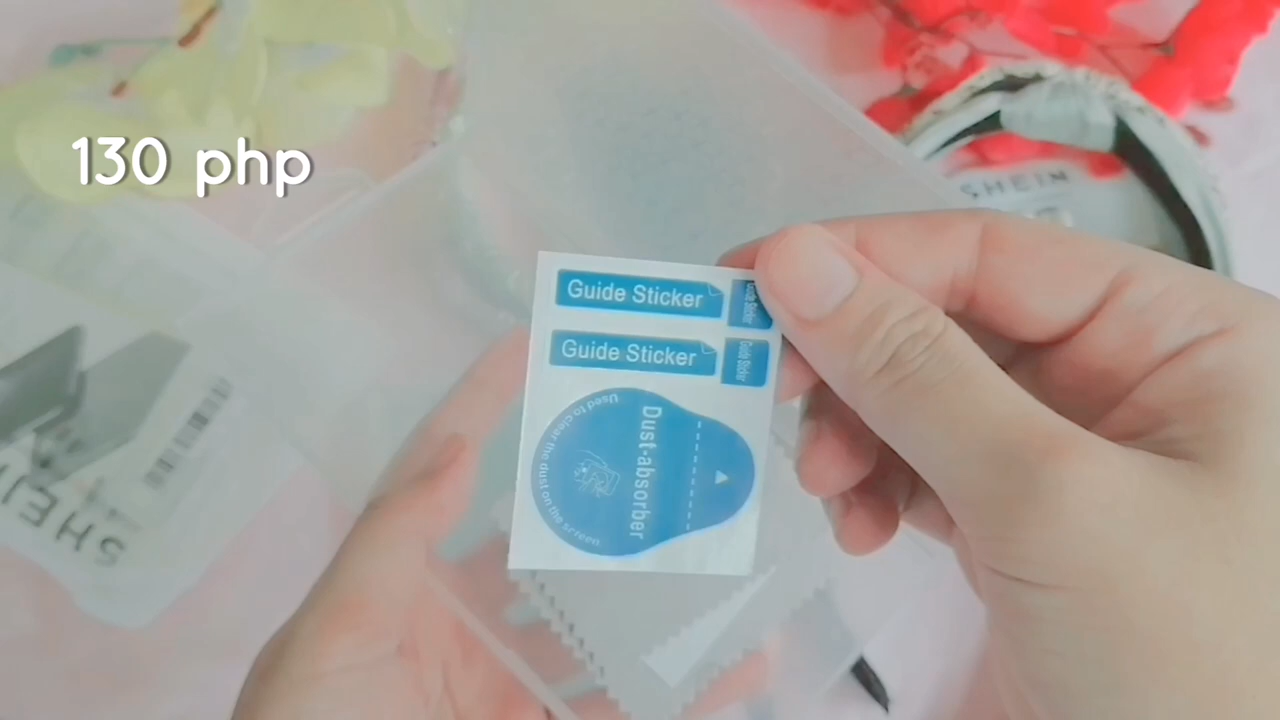 130 php
SHEIN
Guide Sticker
Guide Sticker
Guide Sticker
Guide Sticker
Dust-absorber
Used to clear the dust on the screen
SHEIN